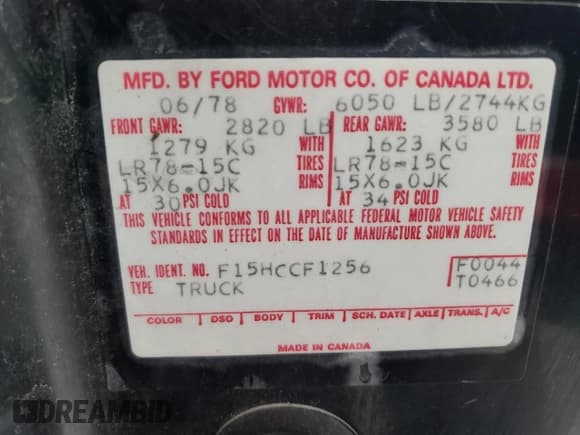 MFD. BY FORD MOTOR CO. OF CANADA LTD.
06/78 GVWR: 6050 LB/2744KG
FRONT GAWR: 2820 LB REAR GAWR: 3580 LB
1279 KG WITH 1623 KG WITH
LR78-15C TIRES LR78-15C TIRES
15X6.0JK RIMS 15X6.0JK RIMS
AT 30 PSI COLD AT 34 PSI COLD
THIS VEHICLE CONFORMS TO ALL APPLICABLE FEDERAL MOTOR VEHICLE SAFETY
STANDARDS IN EFFECT ON THE DATE OF MANUFACTURE SHOWN ABOVE.
VEH. IDENT. NO. F15HCCF1256 F0044
TYPE TRUCK T0466
COLOR DSO BODY TRIM SCH. DATE AXLE TRANS. A/C
MADE IN CANADA
DREAMBID